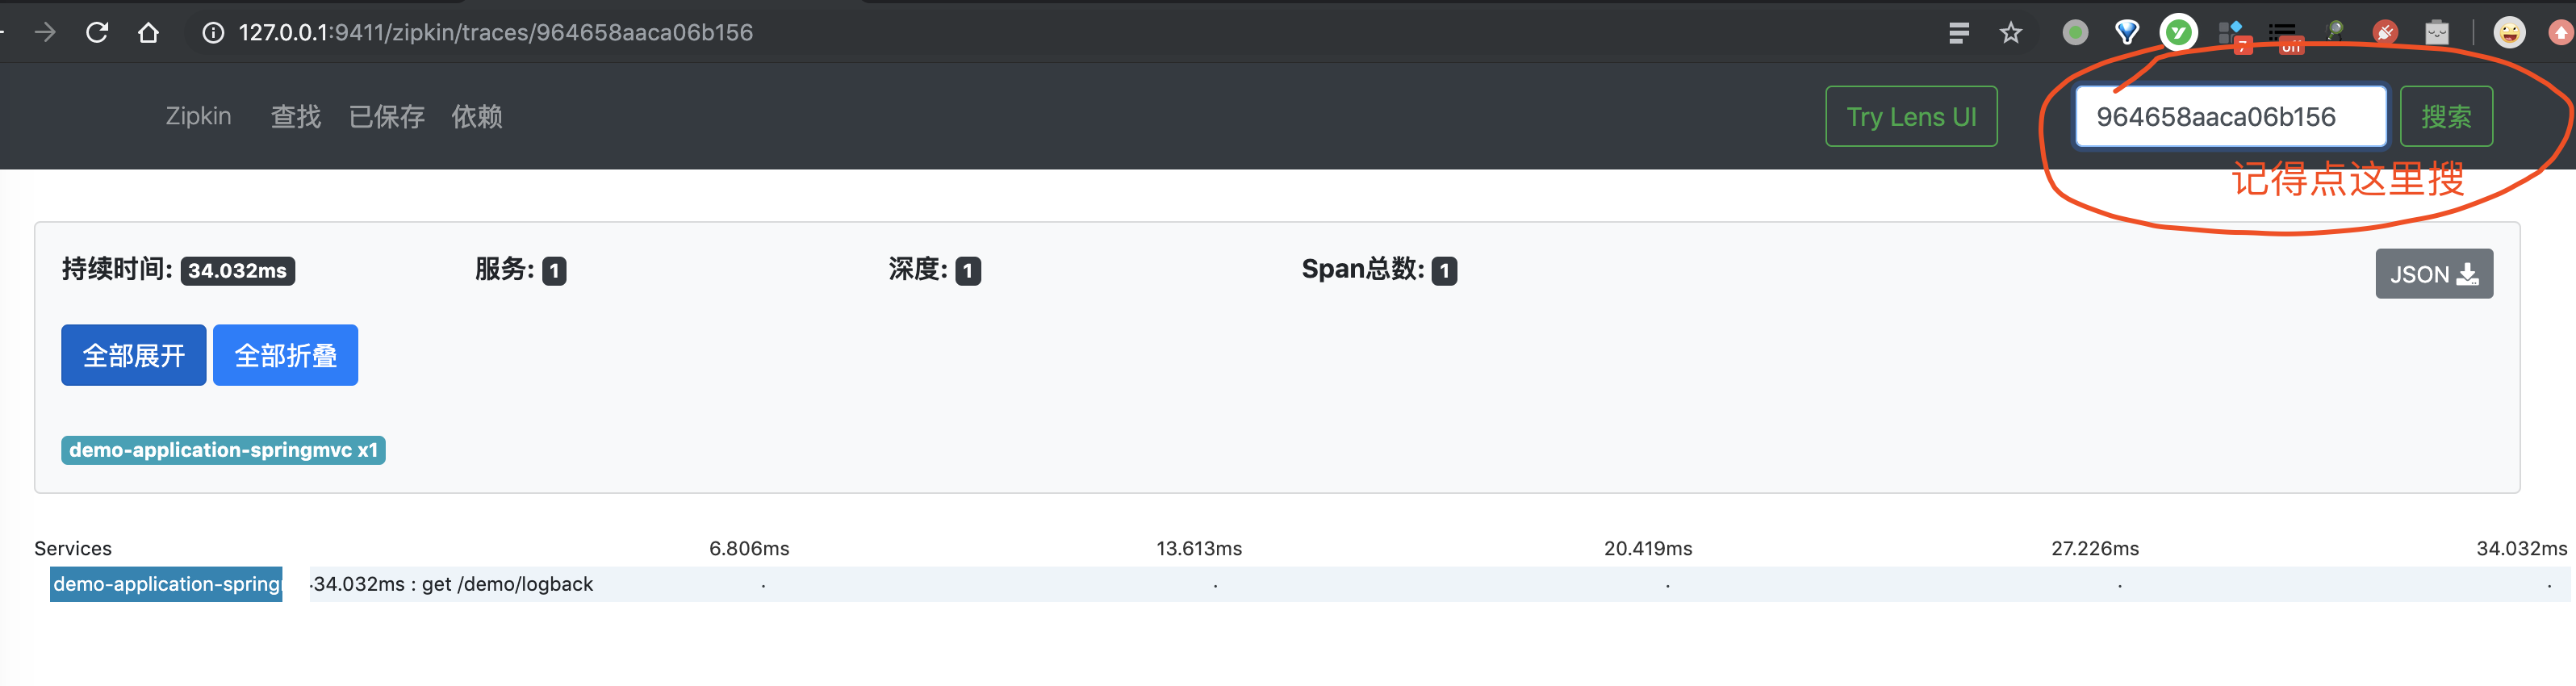 127.0.0.1:9411/zipkin/traces/964658aaca06b156
7
off
Zipkin 查找 已保存 依赖 Try Lens UI 964658aaca06b156 搜索
记得点这里搜
持续时间: 34.032ms 服务: 1 深度: 1 Span总数: 1 JSON
全部展开 全部折叠
demo-application-springmvc x1
Services 6.806ms 13.613ms 20.419ms 27.226ms 34.032ms
demo-application-spring 34.032ms : get /demo/logback